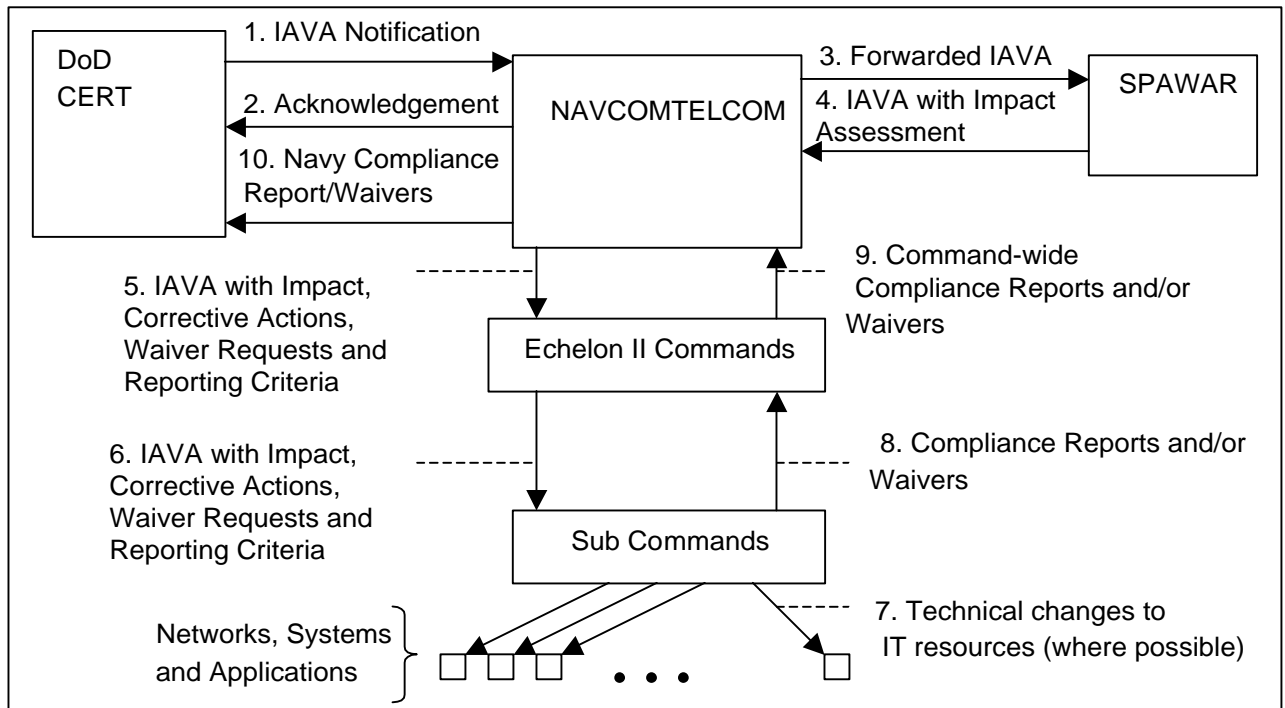 1. IAVA Notification
DoD
CERT
2. Acknowledgement
10. Navy Compliance
Report/Waivers
NAVCOMTELCOM
3. Forwarded IAVA
4. IAVA with Impact
Assessment
SPAWAR
5. IAVA with Impact,
Corrective Actions,
Waiver Requests and
Reporting Criteria
9. Command-wide
Compliance Reports and/or
Waivers
Echelon II Commands
6. IAVA with Impact,
Corrective Actions,
Waiver Requests and
Reporting Criteria
8. Compliance Reports and/or
Waivers
Sub Commands
Networks, Systems
and Applications
7. Technical changes to
IT resources (where possible)